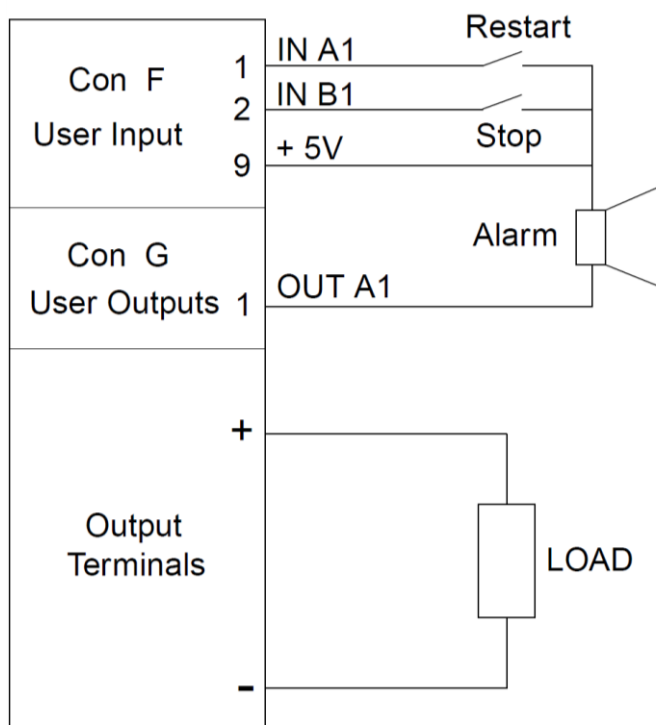 Restart
1 IN A1
Con F
2 IN B1
User Input
Stop
9 + 5V
Alarm
Con G
User Outputs 1 OUT A1
+
Output
Terminals
LOAD
-